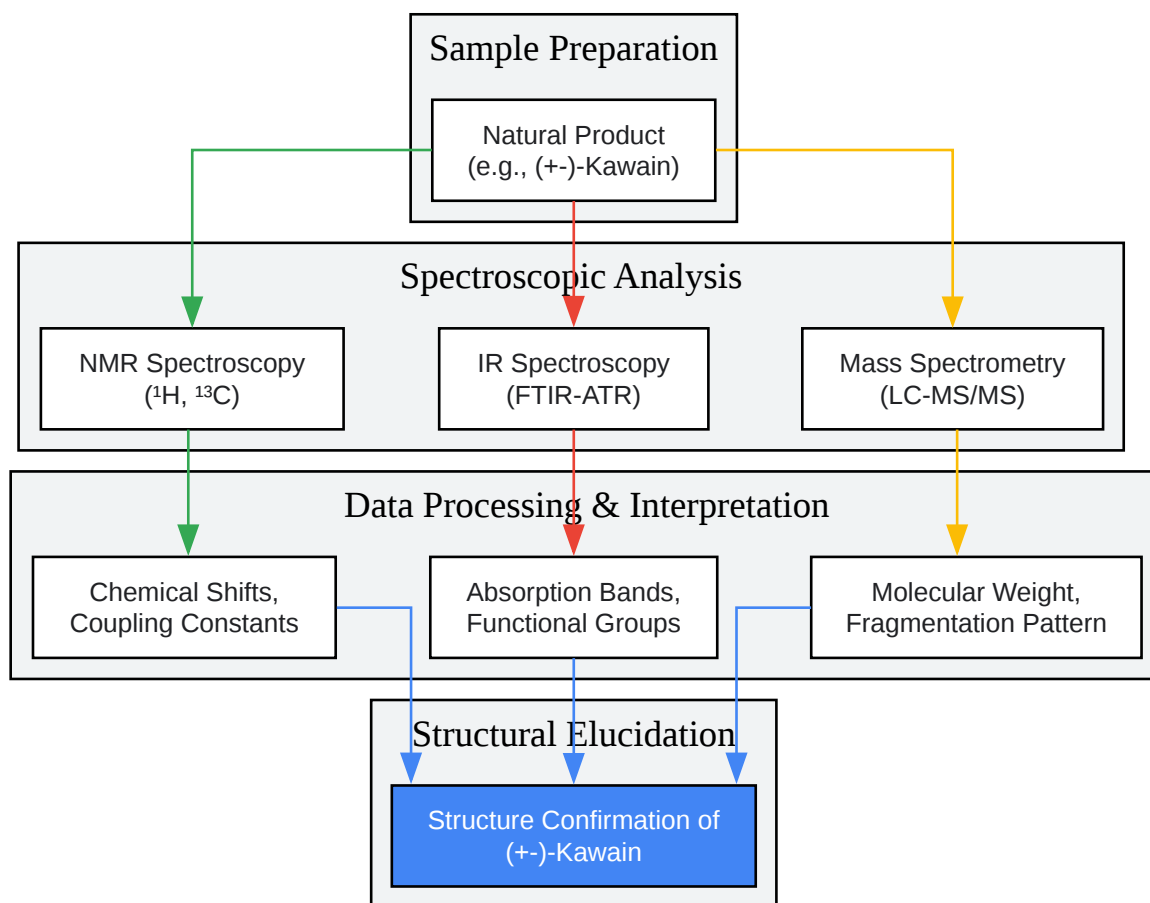 Sample Preparation
Natural Product
(e.g., (+-)-Kawain)
Spectroscopic Analysis
NMR Spectroscopy
(¹H, ¹³C)
IR Spectroscopy
(FTIR-ATR)
Mass Spectrometry
(LC-MS/MS)
Data Processing & Interpretation
Chemical Shifts,
Coupling Constants
Absorption Bands,
Functional Groups
Molecular Weight,
Fragmentation Pattern
Structural Elucidation
Structure Confirmation of
(+-)-Kawain